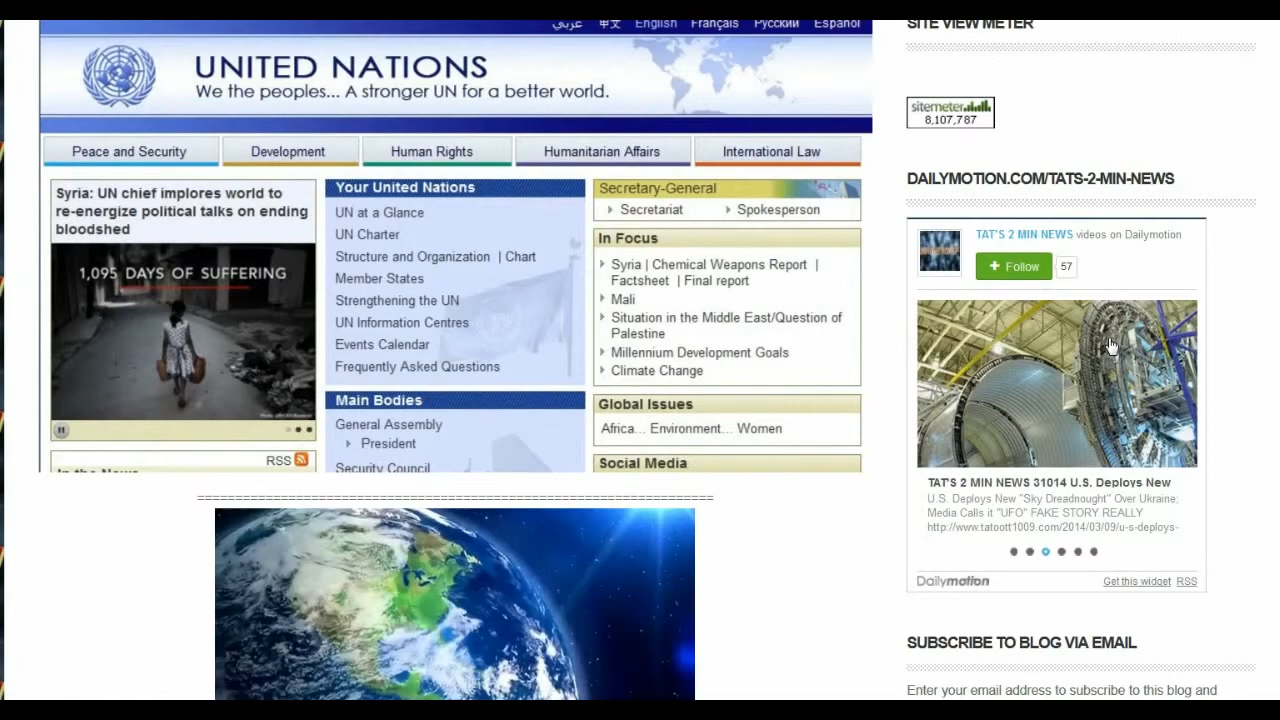 عربي 中文 English Français Русский Español
UNITED NATIONS
We the peoples... A stronger UN for a better world.
Peace and Security
Development
Human Rights
Humanitarian Affairs
International Law
Syria: UN chief implores world to
re-energize political talks on ending
bloodshed
1,095 DAYS OF SUFFERING
RSS
In the News
Your United Nations
UN at a Glance
UN Charter
Structure and Organization | Chart
Member States
Strengthening the UN
UN Information Centres
Events Calendar
Frequently Asked Questions
Main Bodies
General Assembly
President
Security Council
Secretary-General
Secretariat
Spokesperson
In Focus
Syria | Chemical Weapons Report |
Factsheet | Final report
Mali
Situation in the Middle East/Question of
Palestine
Millennium Development Goals
Climate Change
Global Issues
Africa... Environment... Women
Social Media
===================================================================
SITE VIEW METER
sitemeter
8,107,787
DAILYMOTION.COM/TATS-2-MIN-NEWS
TAT'S 2 MIN NEWS videos on Dailymotion
+ Follow 57
TAT'S 2 MIN NEWS 31014 U.S. Deploys New
U.S. Deploys New "Sky Dreadnought" Over Ukraine;
Media Calls it "UFO" FAKE STORY REALLY
http://www.tatoott1009.com/2014/03/09/u-s-deploys-
Dailymotion
Get this widget RSS
SUBSCRIBE TO BLOG VIA EMAIL
Enter your email address to subscribe to this blog and